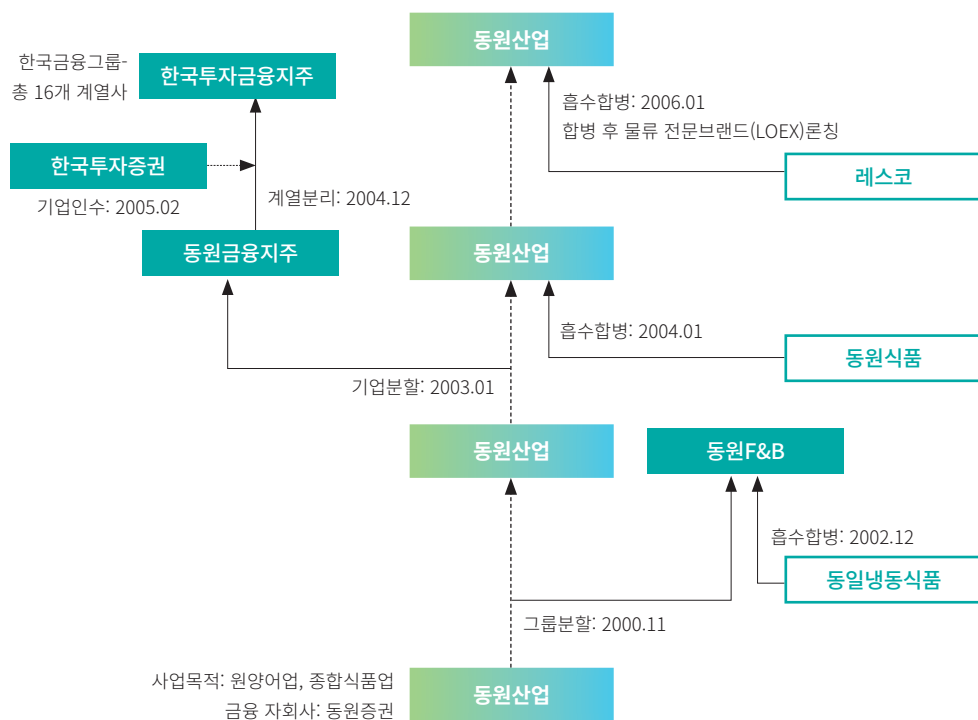 동원산업
한국금융그룹-
총 16개 계열사
한국투자금융지주
흡수합병: 2006.01
합병 후 물류 전문브랜드(LOEX)론칭
한국투자증권
레스코
기업인수: 2005.02
계열분리: 2004.12
동원금융지주
동원산업
흡수합병: 2004.01
동원식품
기업분할: 2003.01
동원산업
동원F&B
흡수합병: 2002.12
동일냉동식품
그룹분할: 2000.11
사업목적: 원양어업, 종합식품업
금융 자회사: 동원증권
동원산업